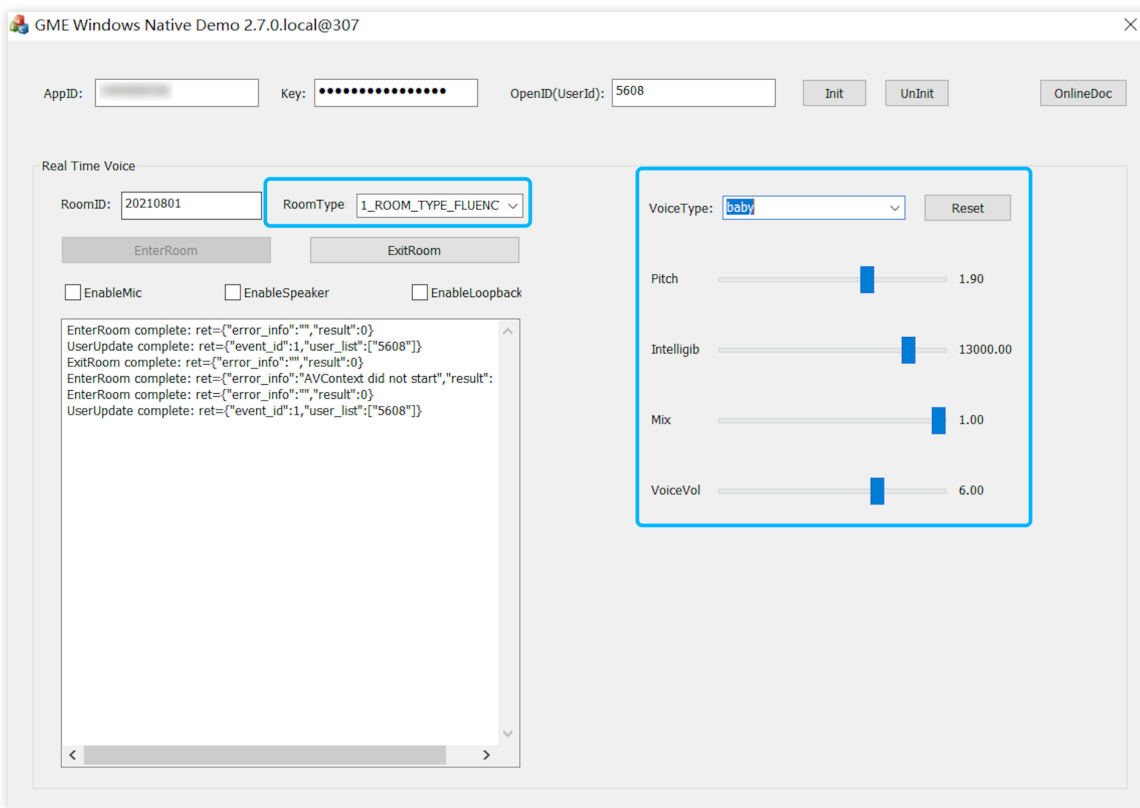 GME Windows Native Demo 2.7.0.local@307
AppID:
Key: ●●●●●●●●●●●●●●●●
OpenID(UserId): 5608
Init
UnInit
OnlineDoc
Real Time Voice
RoomID: 20210801
RoomType 1_ROOM_TYPE_FLUENC
EnterRoom
ExitRoom
EnableMic
EnableSpeaker
EnableLoopback
EnterRoom complete: ret={"error_info":"","result":0}
UserUpdate complete: ret={"event_id":1,"user_list":["5608"]}
ExitRoom complete: ret={"error_info":"","result":0}
EnterRoom complete: ret={"error_info":"AVContext did not start","result":
EnterRoom complete: ret={"error_info":"","result":0}
UserUpdate complete: ret={"event_id":1,"user_list":["5608"]}
VoiceType: baby
Reset
Pitch 1.90
Intelligib 13000.00
Mix 1.00
VoiceVol 6.00